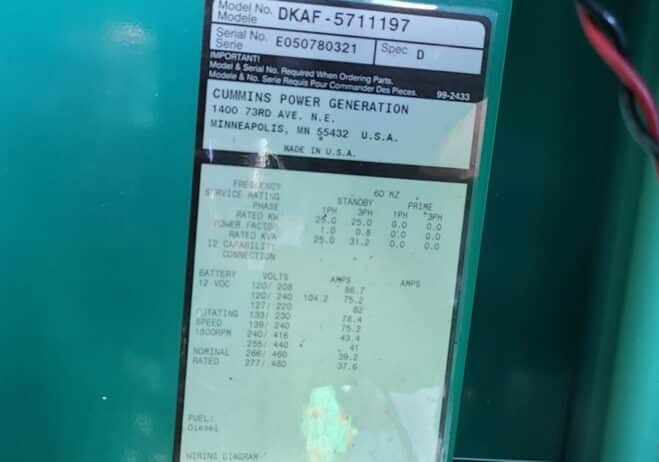 Model No. DKAF-5711197
Modele
Serial No. E050780321 Spec D
Serie
IMPORTANT!
Model & Serial No. Required When Ordering Parts.
Modele & No. Serie Requis Pour Commander Des Pieces. 99-2433
CUMMINS POWER GENERATION
1400 73RD AVE. N.E.
MINNEAPOLIS, MN 55432 U.S.A.
MADE IN U.S.A.
FREQUENCY 60 HZ
SERVICE RATING STANDBY PRIME
PHASE 1PH 3PH 1PH 3PH
RATED KW 25.0 25.0 0.0 0.0
POWER FACTOR 1.0 0.8 0.0 0.0
RATED KVA 25.0 31.2 0.0 0.0
I2 CAPABILITY
CONNECTION
BATTERY VOLTS AMPS AMPS
12 VDC 120/ 208 86.7
120/ 240 104.2 75.2
127/ 220 82
ROTATING 133/ 230 78.4
SPEED 139/ 240 75.2
1800RPM 240/ 416 43.4
255/ 440 41
NOMINAL 266/ 460 39.2
RATED 277/ 480 37.6
FUEL:
Diesel
WIRING DIAGRAM